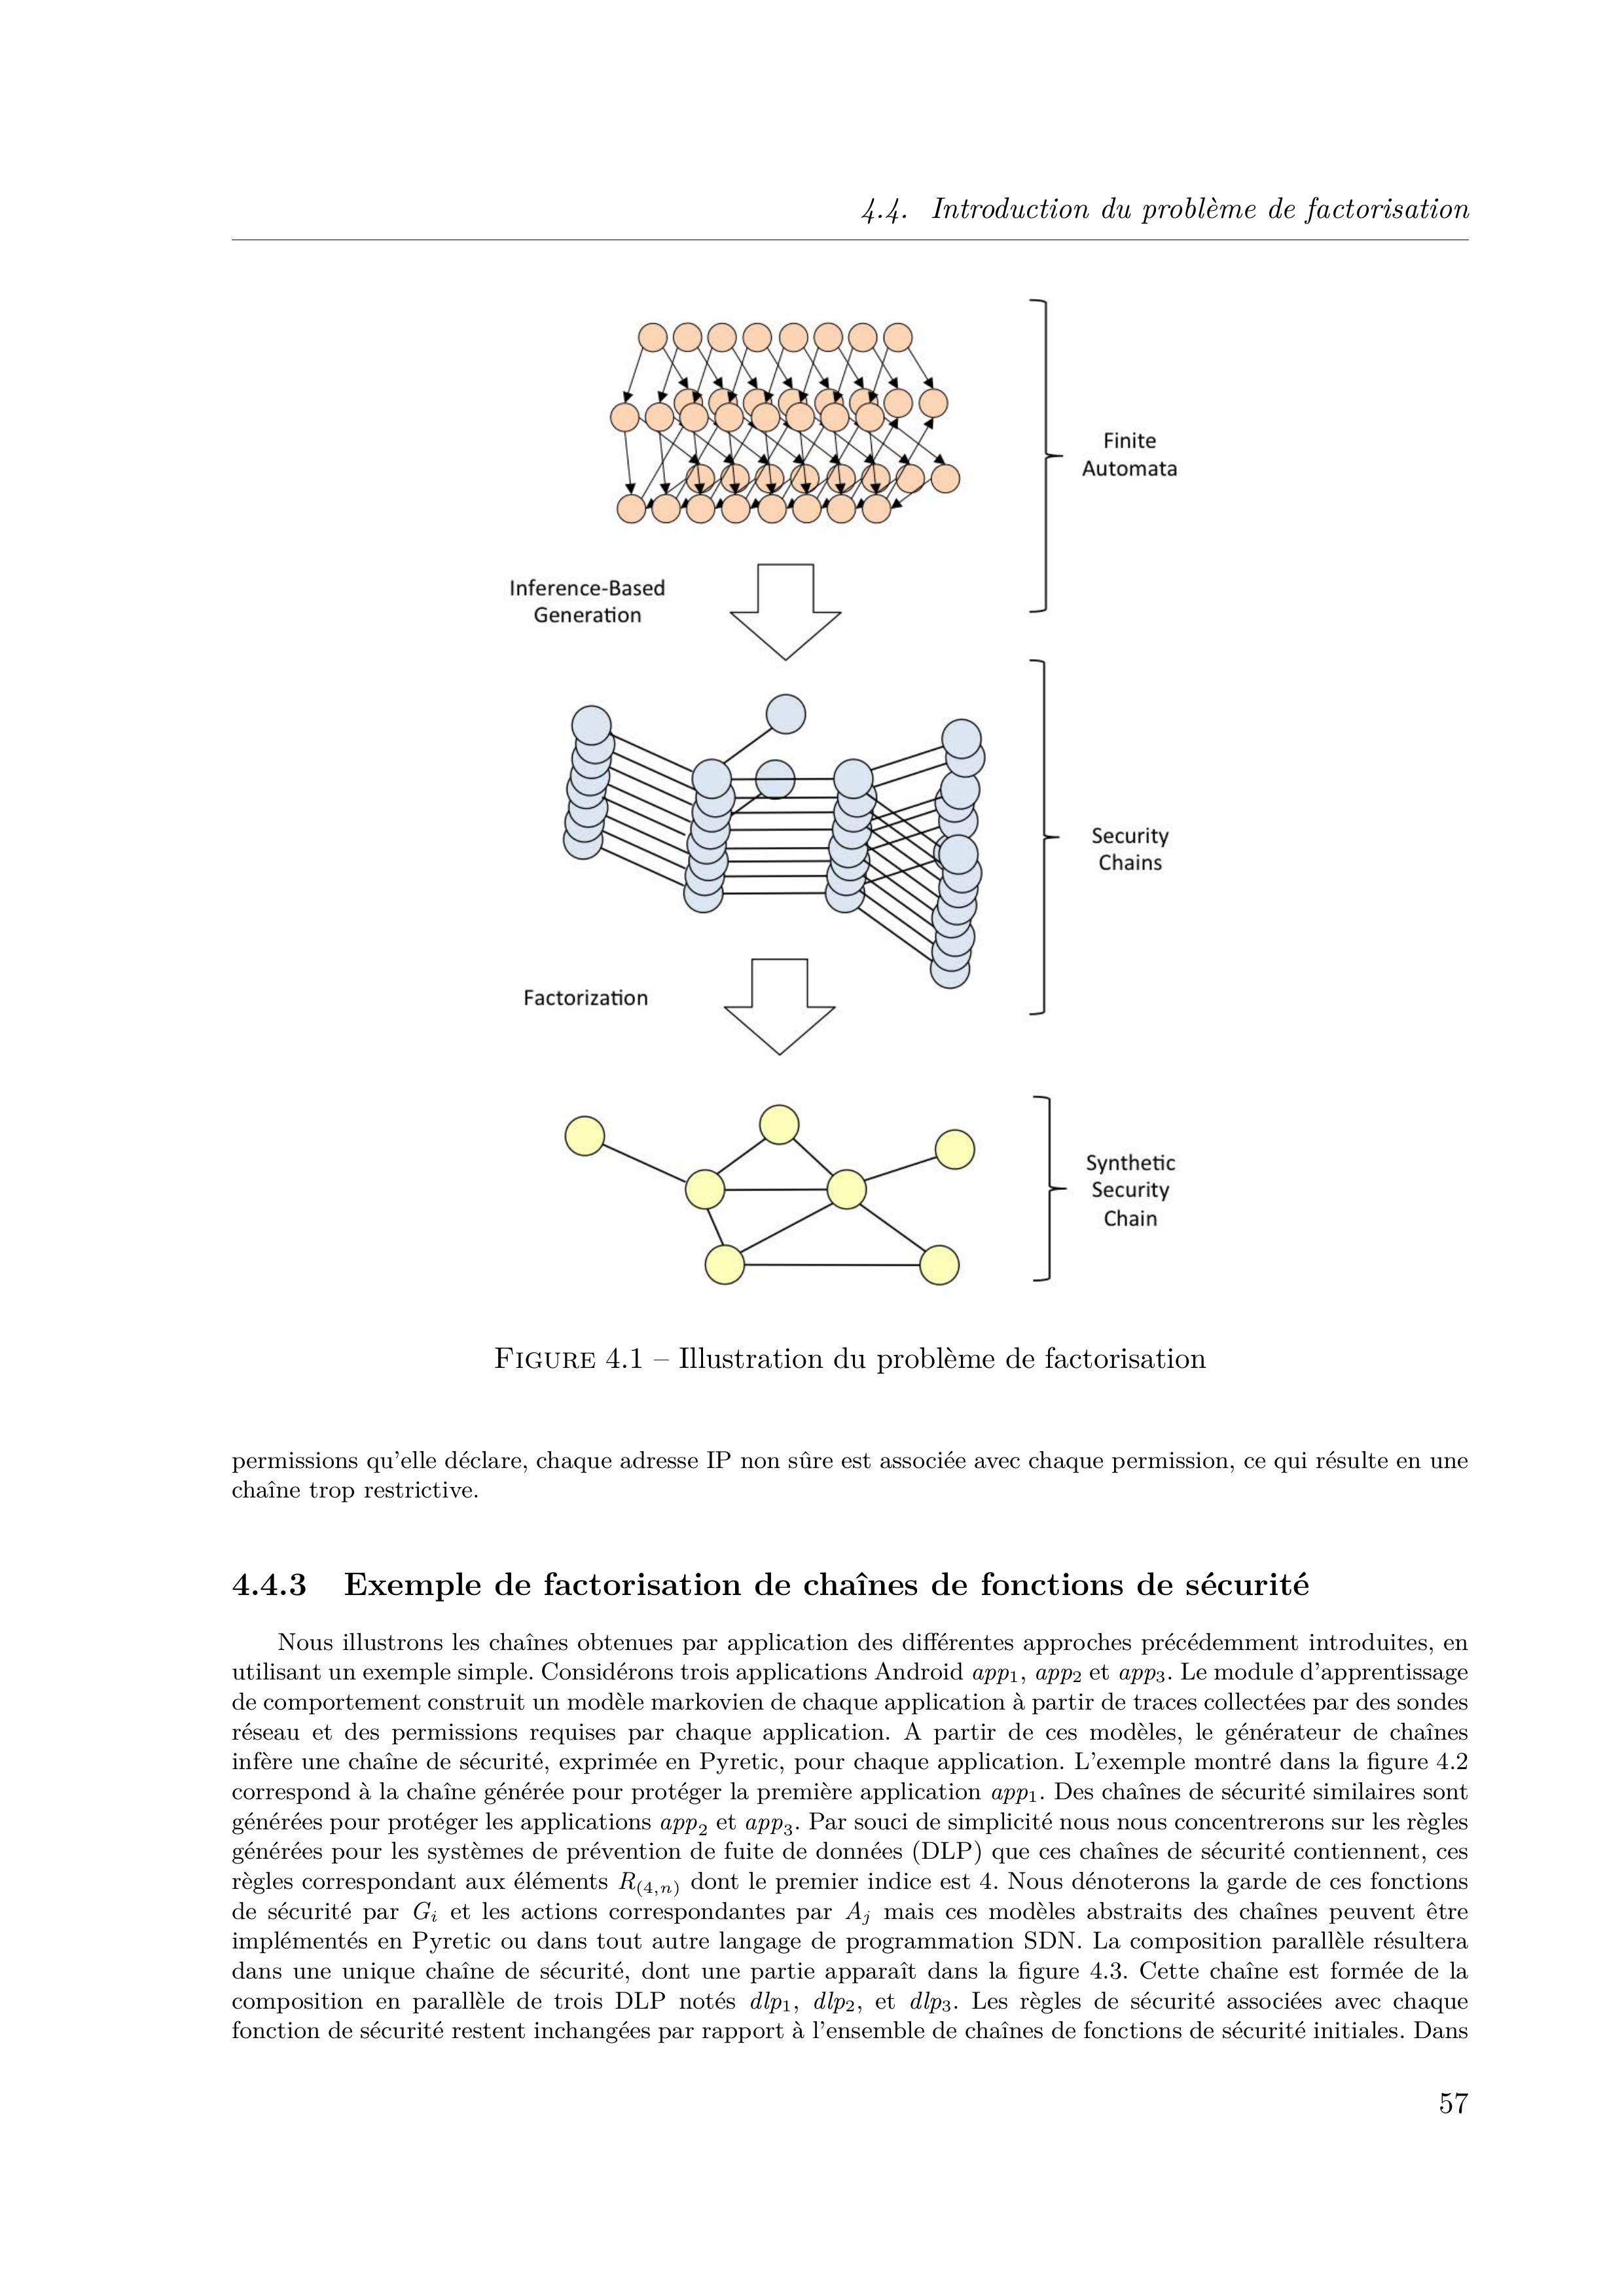 4.4. Introduction du problème de factorisation
Finite
Automata
Inference-Based
Generation
Security
Chains
Factorization
Synthetic
Security
Chain
FIGURE 4.1 – Illustration du problème de factorisation
permissions qu'elle déclare, chaque adresse IP non sûre est associée avec chaque permission, ce qui résulte en une
chaîne trop restrictive.
4.4.3 Exemple de factorisation de chaînes de fonctions de sécurité
Nous illustrons les chaînes obtenues par application des différentes approches précédemment introduites, en
utilisant un exemple simple. Considérons trois applications Android app₁, app₂ et app₃. Le module d'apprentissage
de comportement construit un modèle markovien de chaque application à partir de traces collectées par des sondes
réseau et des permissions requises par chaque application. A partir de ces modèles, le générateur de chaînes
infère une chaîne de sécurité, exprimée en Pyretic, pour chaque application. L'exemple montré dans la figure 4.2
correspond à la chaîne générée pour protéger la première application app₁. Des chaînes de sécurité similaires sont
générées pour protéger les applications app₂ et app₃. Par souci de simplicité nous nous concentrerons sur les règles
générées pour les systèmes de prévention de fuite de données (DLP) que ces chaînes de sécurité contiennent, ces
règles correspondant aux éléments R₍₄,ₙ₎ dont le premier indice est 4. Nous dénoterons la garde de ces fonctions
de sécurité par Gᵢ et les actions correspondantes par Aⱼ mais ces modèles abstraits des chaînes peuvent être
implémentés en Pyretic ou dans tout autre langage de programmation SDN. La composition parallèle résultera
dans une unique chaîne de sécurité, dont une partie apparaît dans la figure 4.3. Cette chaîne est formée de la
composition en parallèle de trois DLP notés dlp₁, dlp₂, et dlp₃. Les règles de sécurité associées avec chaque
fonction de sécurité restent inchangées par rapport à l'ensemble de chaînes de fonctions de sécurité initiales. Dans
57